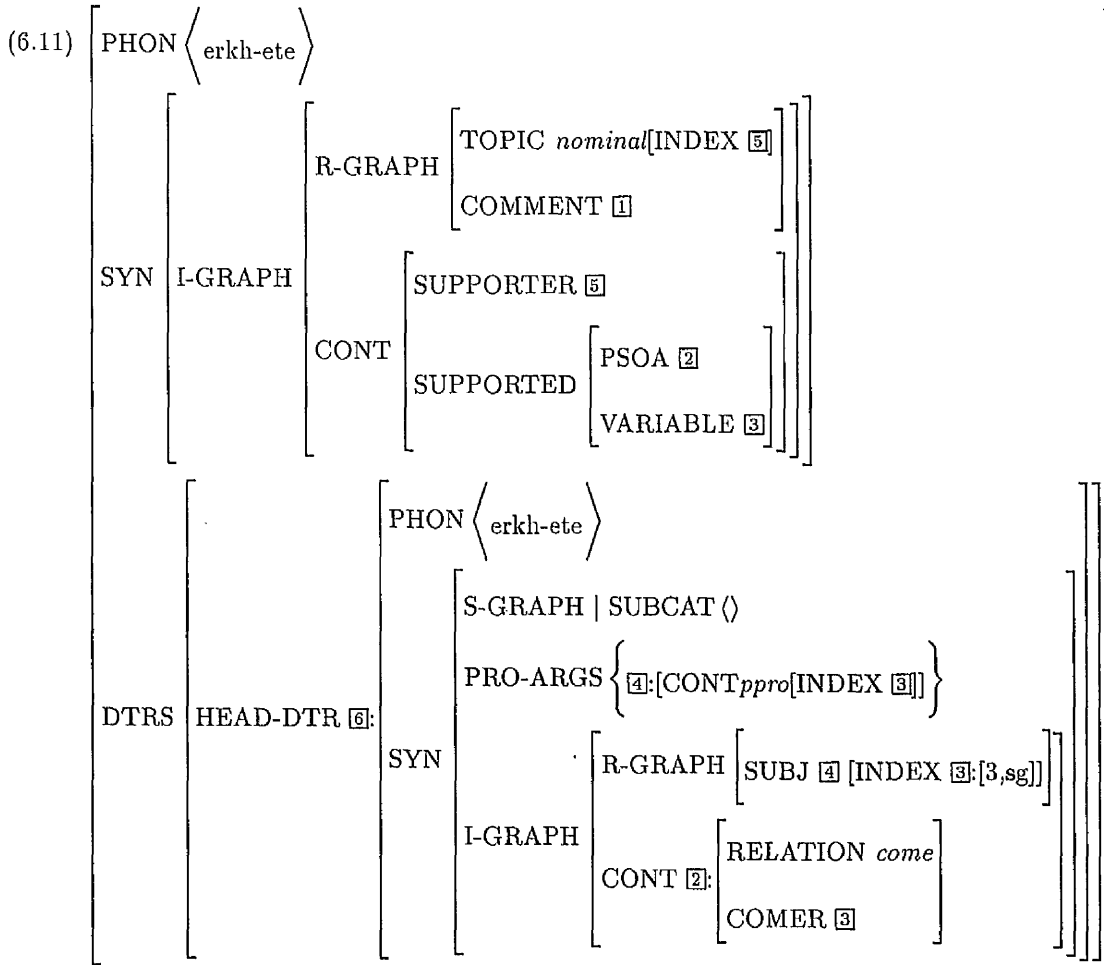 (6.11) PHON ⟨ erkh-ete ⟩
TOPIC nominal[INDEX 5]
R-GRAPH
COMMENT 1
SYN I-GRAPH SUPPORTER 5
CONT PSOA 2
SUPPORTED
VARIABLE 3
PHON ⟨ erkh-ete ⟩
S-GRAPH | SUBCAT ⟨⟩
PRO-ARGS { 4:[CONTppro[INDEX 3]] }
DTRS HEAD-DTR 6:
SYN R-GRAPH [SUBJ 4 [INDEX 3:[3,sg]]
I-GRAPH RELATION come
CONT 2:
COMER 3